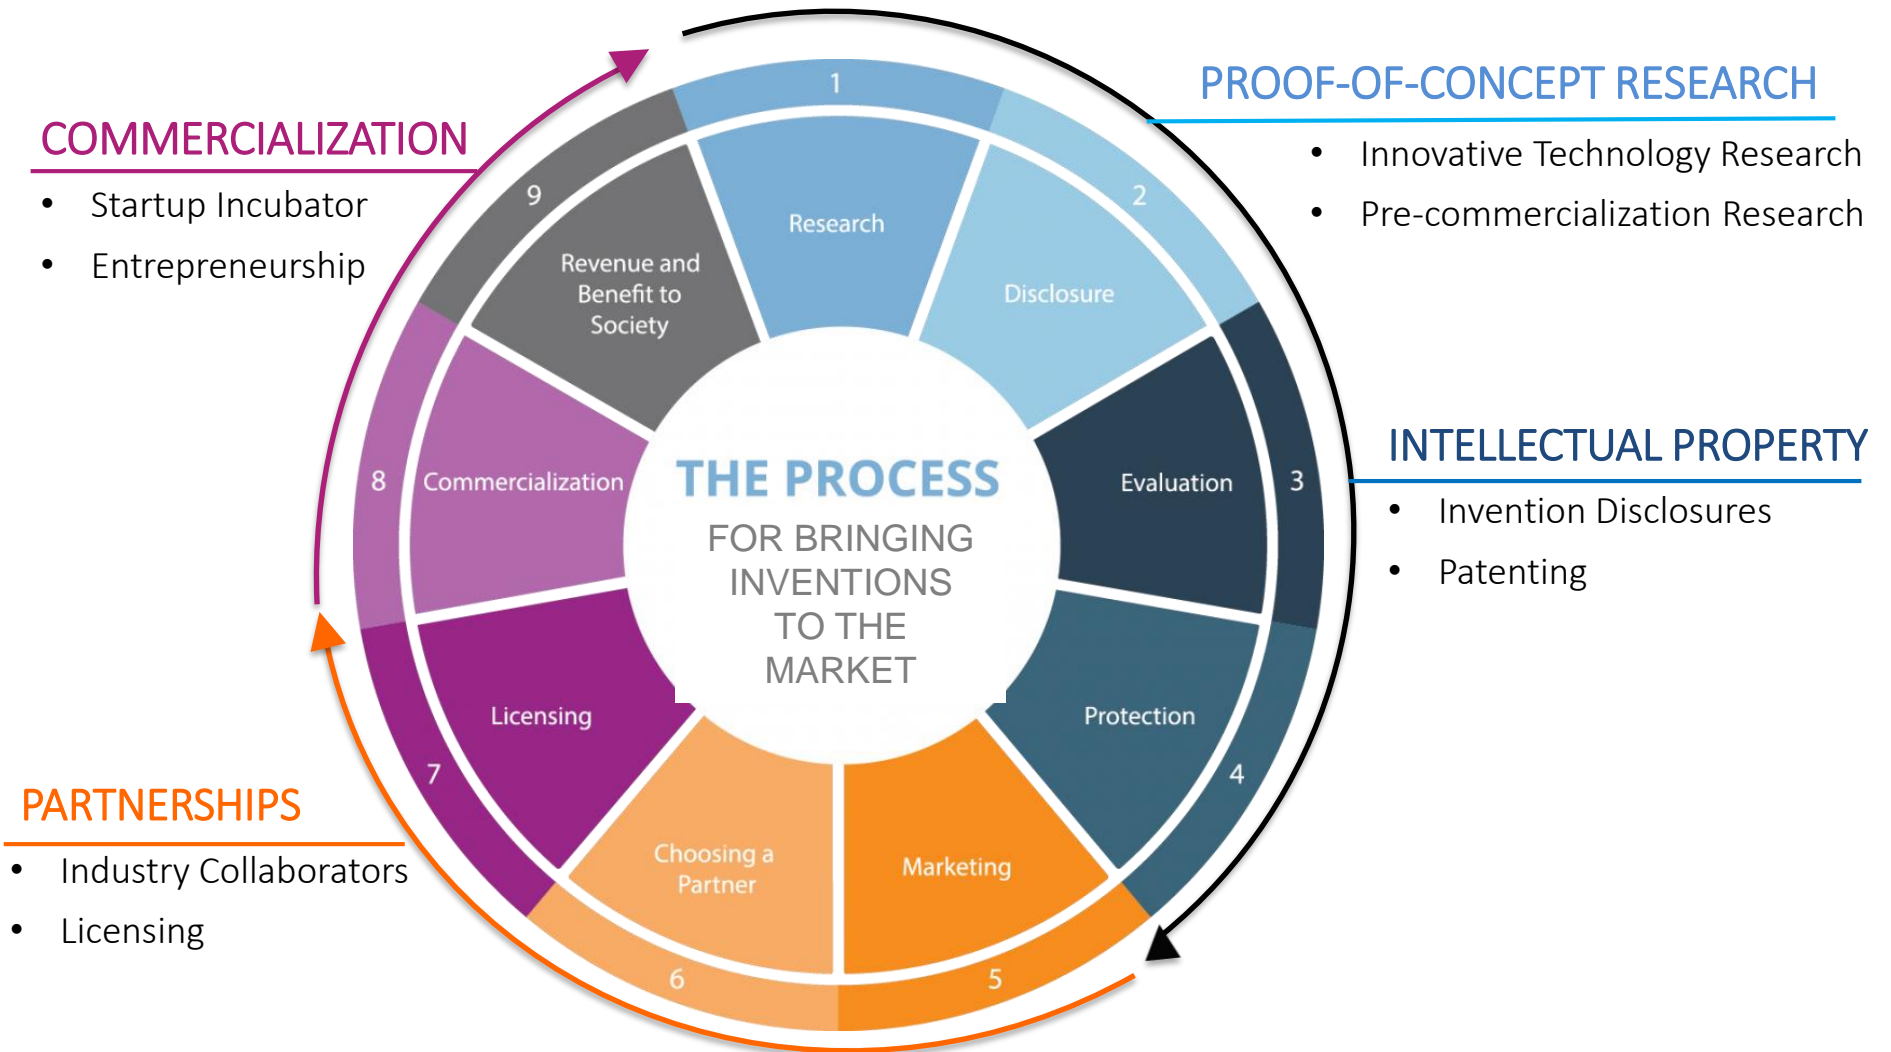 THE PROCESS
FOR BRINGING
INVENTIONS
TO THE
MARKET
1
Research
2
Disclosure
3
Evaluation
4
Protection
5
Marketing
6
Choosing a
Partner
7
Licensing
8
Commercialization
9
Revenue and
Benefit to
Society
PROOF-OF-CONCEPT RESEARCH
• Innovative Technology Research
• Pre-commercialization Research
INTELLECTUAL PROPERTY
• Invention Disclosures
• Patenting
PARTNERSHIPS
• Industry Collaborators
• Licensing
COMMERCIALIZATION
• Startup Incubator
• Entrepreneurship